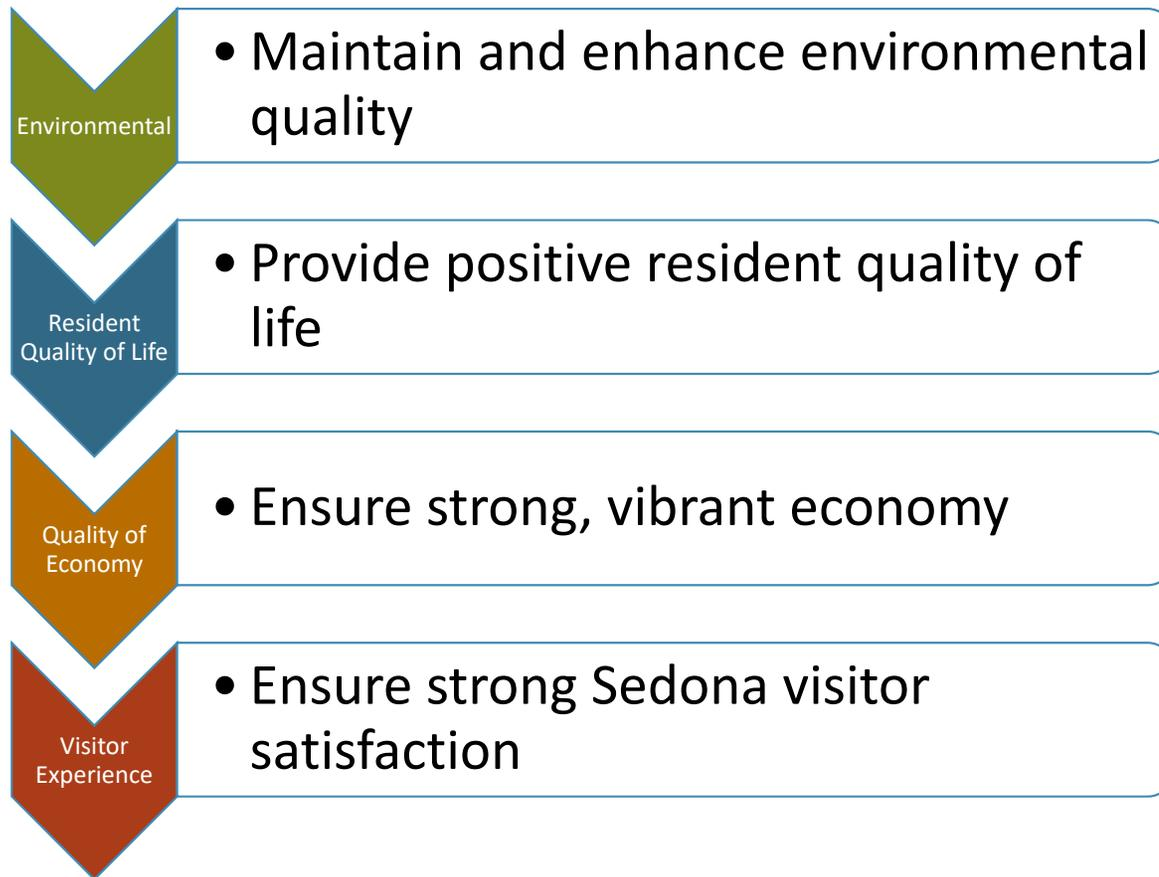 Environmental
• Maintain and enhance environmental
quality
Resident
Quality of Life
• Provide positive resident quality of
life
Quality of
Economy
• Ensure strong, vibrant economy
Visitor
Experience
• Ensure strong Sedona visitor
satisfaction